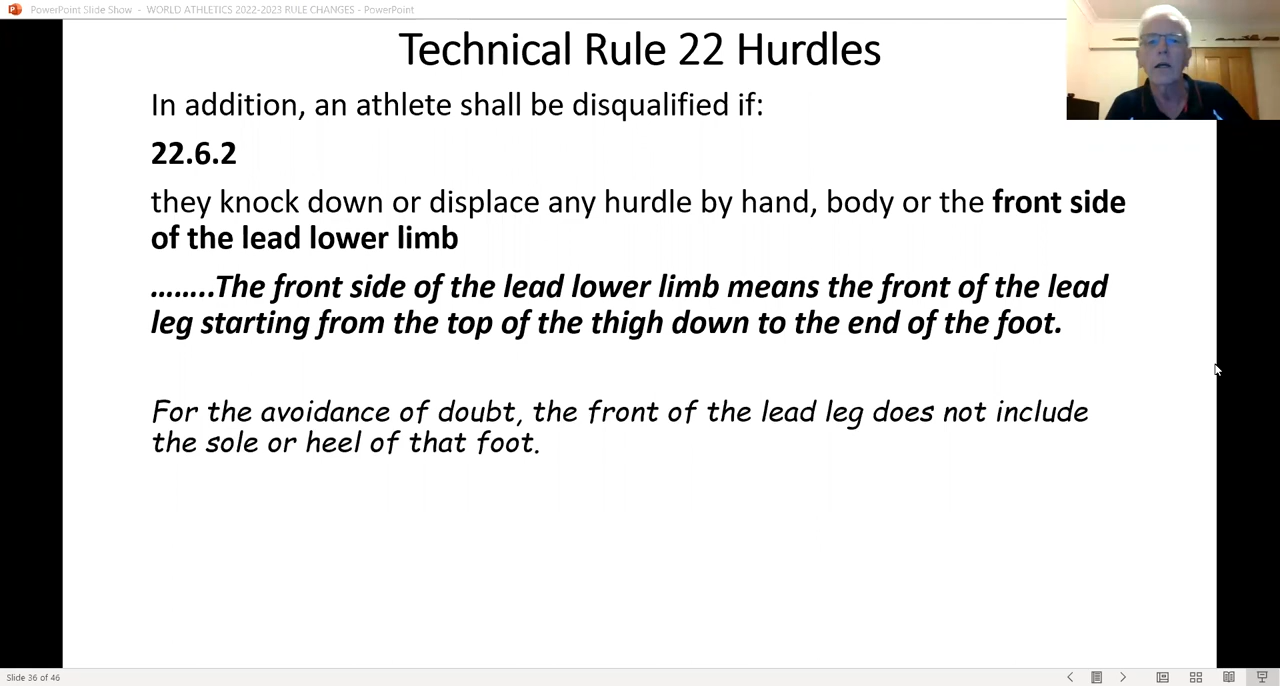 PowerPoint Slide Show - WORLD ATHLETICS 2022-2023 RULE CHANGES - PowerPoint
Technical Rule 22 Hurdles
In addition, an athlete shall be disqualified if:
22.6.2
they knock down or displace any hurdle by hand, body or the front side
of the lead lower limb
........The front side of the lead lower limb means the front of the lead
leg starting from the top of the thigh down to the end of the foot.
For the avoidance of doubt, the front of the lead leg does not include
the sole or heel of that foot.
Slide 36 of 46